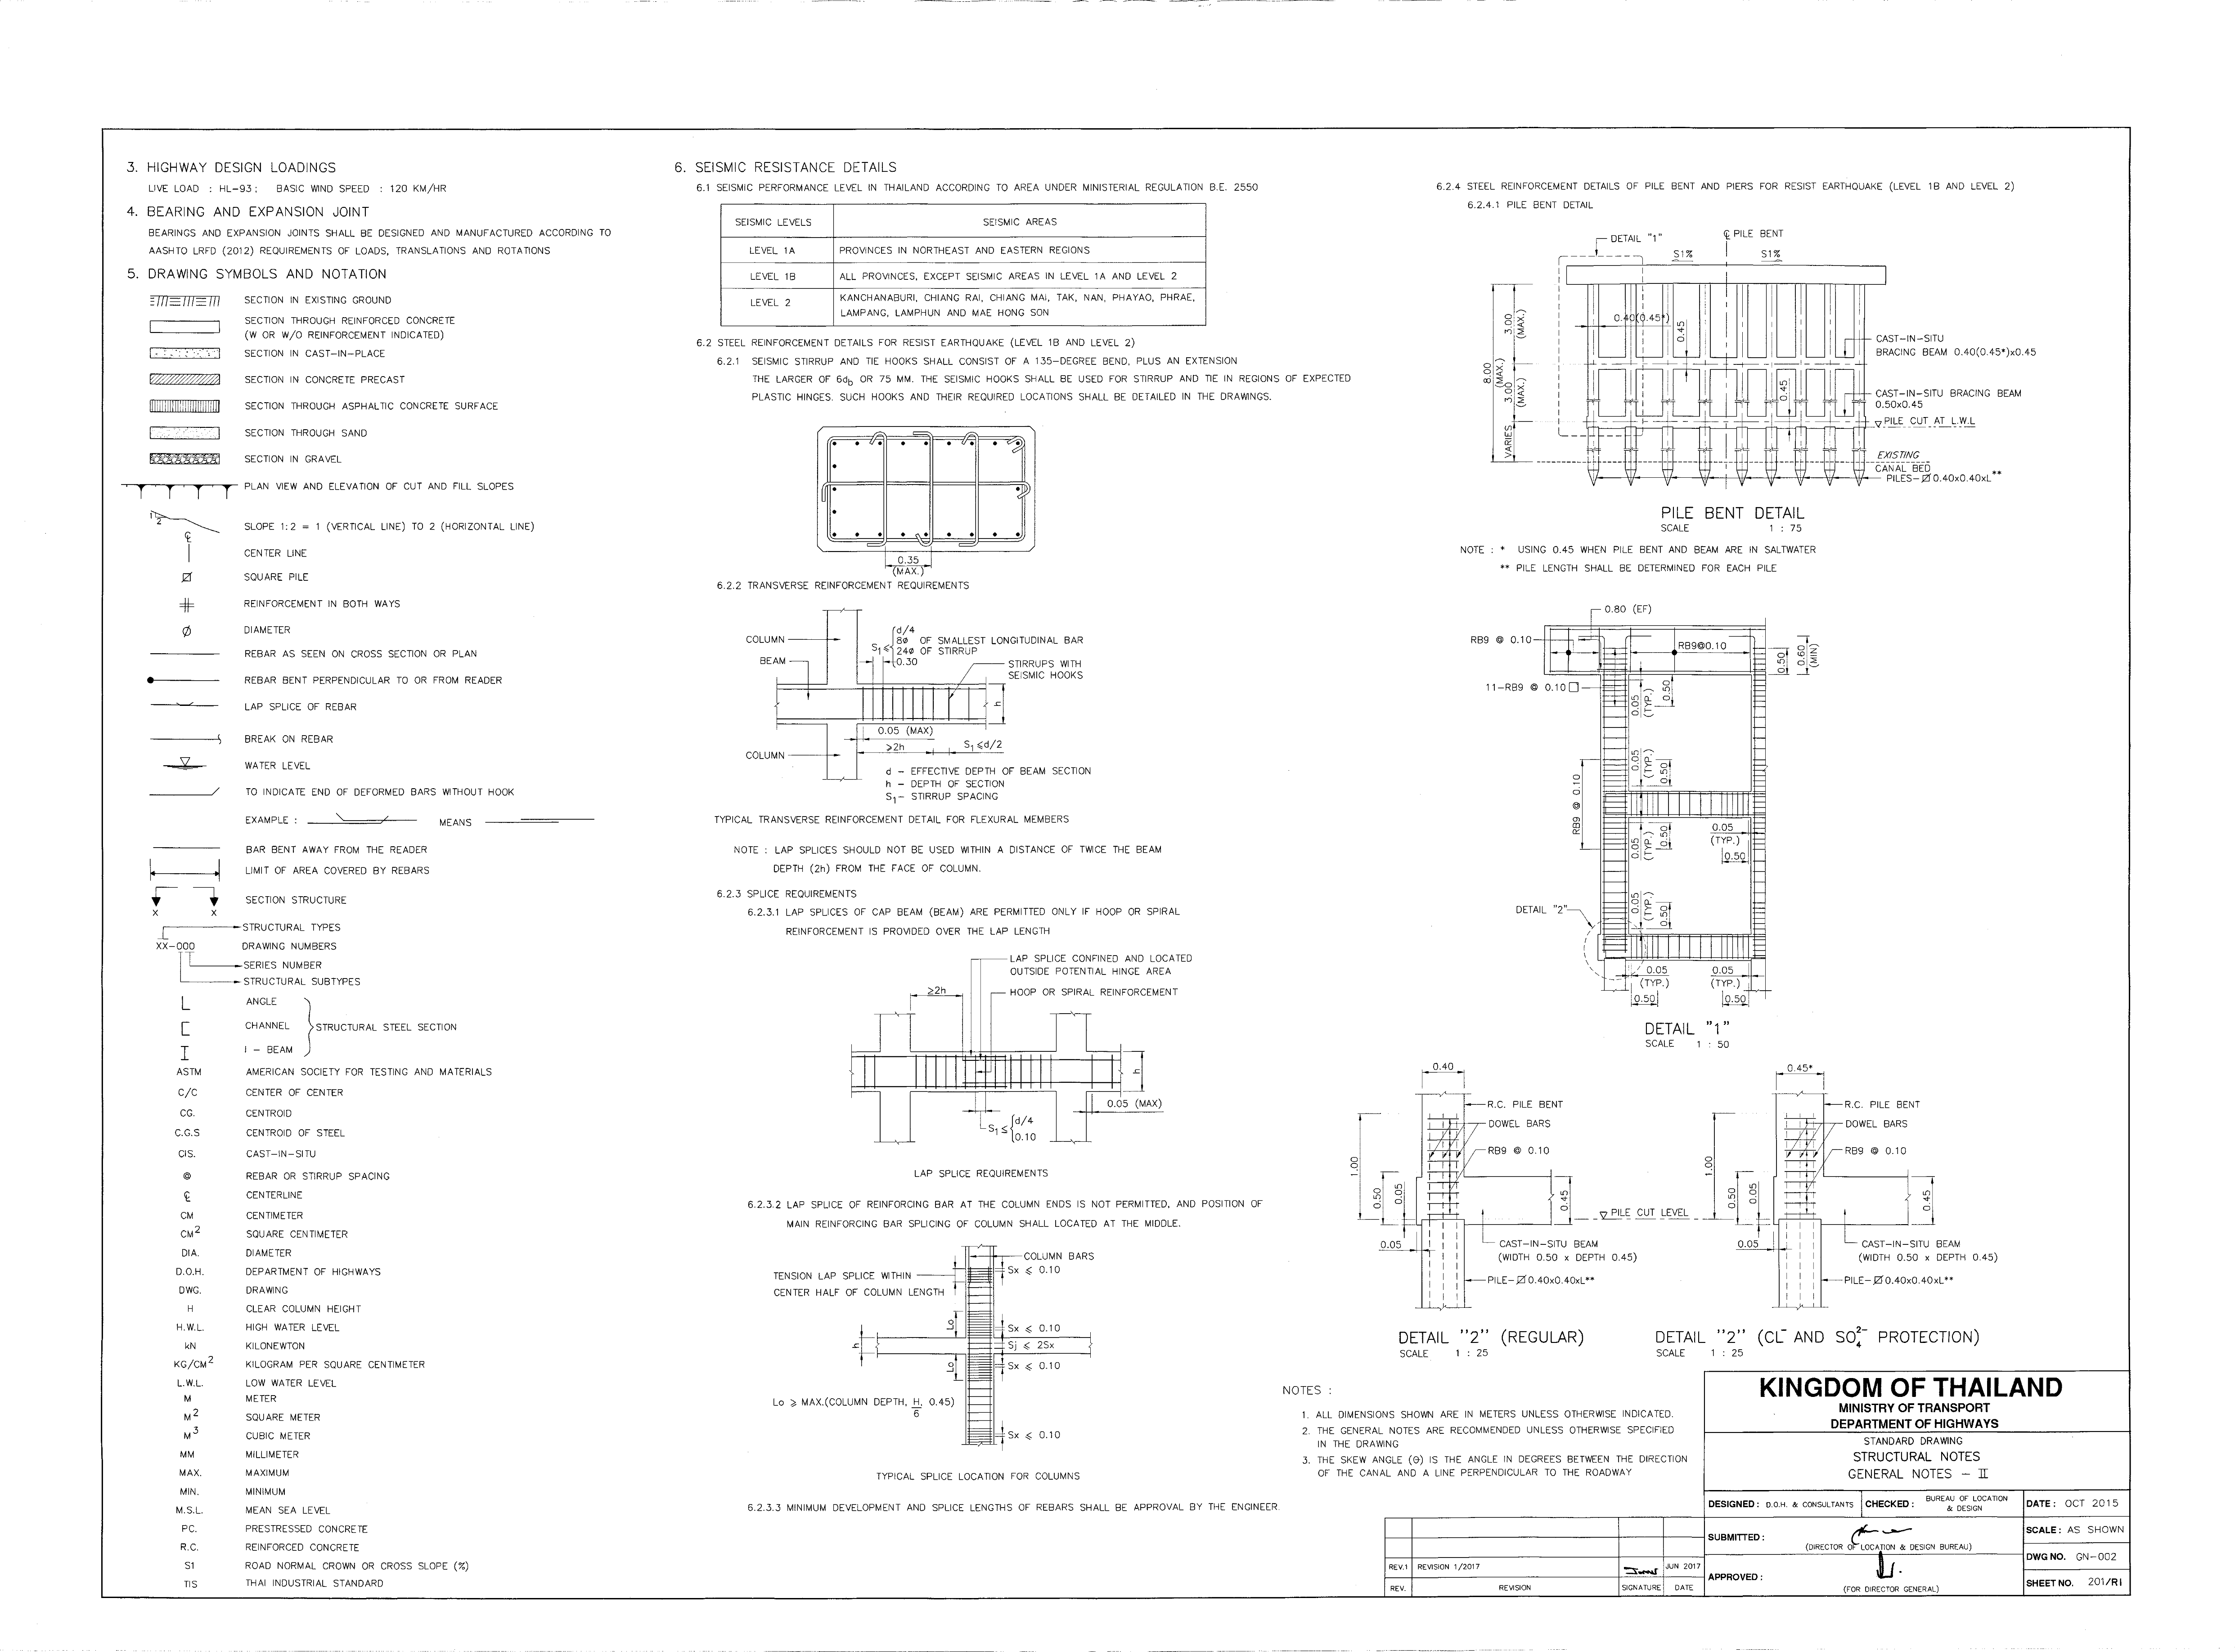 3. HIGHWAY DESIGN LOADINGS
LIVE LOAD : HL-93; BASIC WIND SPEED : 120 KM/HR
4. BEARING AND EXPANSION JOINT
BEARINGS AND EXPANSION JOINTS SHALL BE DESIGNED AND MANUFACTURED ACCORDING TO
AASHTO LRFD (2012) REQUIREMENTS OF LOADS, TRANSLATIONS AND ROTATIONS
5. DRAWING SYMBOLS AND NOTATION
SECTION IN EXISTING GROUND
SECTION THROUGH REINFORCED CONCRETE
(W OR W/O REINFORCEMENT INDICATED)
SECTION IN CAST-IN-PLACE
SECTION IN CONCRETE PRECAST
SECTION THROUGH ASPHALTIC CONCRETE SURFACE
SECTION THROUGH SAND
SECTION IN GRAVEL
PLAN VIEW AND ELEVATION OF CUT AND FILL SLOPES
1 2 SLOPE 1:2 = 1 (VERTICAL LINE) TO 2 (HORIZONTAL LINE)
℄ CENTER LINE
SQUARE PILE
REINFORCEMENT IN BOTH WAYS
Ø DIAMETER
REBAR AS SEEN ON CROSS SECTION OR PLAN
REBAR BENT PERPENDICULAR TO OR FROM READER
LAP SPLICE OF REBAR
BREAK ON REBAR
WATER LEVEL
TO INDICATE END OF DEFORMED BARS WITHOUT HOOK
EXAMPLE : MEANS
BAR BENT AWAY FROM THE READER
LIMIT OF AREA COVERED BY REBARS
SECTION STRUCTURE
X X
STRUCTURAL TYPES
XX-000 DRAWING NUMBERS
SERIES NUMBER
STRUCTURAL SUBTYPES
ANGLE
CHANNEL STRUCTURAL STEEL SECTION
I - BEAM
ASTM AMERICAN SOCIETY FOR TESTING AND MATERIALS
C/C CENTER OF CENTER
CG. CENTROID
C.G.S CENTROID OF STEEL
CIS. CAST-IN-SITU
@ REBAR OR STIRRUP SPACING
℄ CENTERLINE
CM CENTIMETER
CM² SQUARE CENTIMETER
DIA. DIAMETER
D.O.H. DEPARTMENT OF HIGHWAYS
DWG. DRAWING
H CLEAR COLUMN HEIGHT
H.W.L. HIGH WATER LEVEL
kN KILONEWTON
KG/CM² KILOGRAM PER SQUARE CENTIMETER
L.W.L. LOW WATER LEVEL
M METER
M² SQUARE METER
M³ CUBIC METER
MM MILLIMETER
MAX. MAXIMUM
MIN. MINIMUM
M.S.L. MEAN SEA LEVEL
PC. PRESTRESSED CONCRETE
R.C. REINFORCED CONCRETE
S1 ROAD NORMAL CROWN OR CROSS SLOPE (%)
TIS THAI INDUSTRIAL STANDARD
6. SEISMIC RESISTANCE DETAILS
6.1 SEISMIC PERFORMANCE LEVEL IN THAILAND ACCORDING TO AREA UNDER MINISTERIAL REGULATION B.E. 2550
SEISMIC LEVELS SEISMIC AREAS
LEVEL 1A PROVINCES IN NORTHEAST AND EASTERN REGIONS
LEVEL 1B ALL PROVINCES, EXCEPT SEISMIC AREAS IN LEVEL 1A AND LEVEL 2
LEVEL 2 KANCHANABURI, CHIANG RAI, CHIANG MAI, TAK, NAN, PHAYAO, PHRAE,
LAMPANG, LAMPHUN AND MAE HONG SON
6.2 STEEL REINFORCEMENT DETAILS FOR RESIST EARTHQUAKE (LEVEL 1B AND LEVEL 2)
6.2.1 SEISMIC STIRRUP AND TIE HOOKS SHALL CONSIST OF A 135-DEGREE BEND, PLUS AN EXTENSION
THE LARGER OF 6db OR 75 MM. THE SEISMIC HOOKS SHALL BE USED FOR STIRRUP AND TIE IN REGIONS OF EXPECTED
PLASTIC HINGES. SUCH HOOKS AND THEIR REQUIRED LOCATIONS SHALL BE DETAILED IN THE DRAWINGS.
0.35
(MAX.)
6.2.2 TRANSVERSE REINFORCEMENT REQUIREMENTS
COLUMN
BEAM
S1 ⩽
d/4
8ø OF SMALLEST LONGITUDINAL BAR
24ø OF STIRRUP
0.30
STIRRUPS WITH
SEISMIC HOOKS
h
0.05 (MAX)
⩾2h
S1⩽d/2
COLUMN
d - EFFECTIVE DEPTH OF BEAM SECTION
h - DEPTH OF SECTION
S1- STIRRUP SPACING
TYPICAL TRANSVERSE REINFORCEMENT DETAIL FOR FLEXURAL MEMBERS
NOTE : LAP SPLICES SHOULD NOT BE USED WITHIN A DISTANCE OF TWICE THE BEAM
DEPTH (2h) FROM THE FACE OF COLUMN.
6.2.3 SPLICE REQUIREMENTS
6.2.3.1 LAP SPLICES OF CAP BEAM (BEAM) ARE PERMITTED ONLY IF HOOP OR SPIRAL
REINFORCEMENT IS PROVIDED OVER THE LAP LENGTH
LAP SPLICE CONFINED AND LOCATED
OUTSIDE POTENTIAL HINGE AREA
≥2h
HOOP OR SPIRAL REINFORCEMENT
h
0.05 (MAX)
S1 ≤
d/4
0.10
LAP SPLICE REQUIREMENTS
6.2.3.2 LAP SPLICE OF REINFORCING BAR AT THE COLUMN ENDS IS NOT PERMITTED, AND POSITION OF
MAIN REINFORCING BAR SPLICING OF COLUMN SHALL LOCATED AT THE MIDDLE.
COLUMN BARS
Sx ⩽ 0.10
TENSION LAP SPLICE WITHIN
CENTER HALF OF COLUMN LENGTH
Lo
Sx ⩽ 0.10
Sj ⩽ 2Sx
h
Lo
Sx ⩽ 0.10
Lo ⩾ MAX.(COLUMN DEPTH, H/6, 0.45)
Sx ⩽ 0.10
TYPICAL SPLICE LOCATION FOR COLUMNS
6.2.3.3 MINIMUM DEVELOPMENT AND SPLICE LENGTHS OF REBARS SHALL BE APPROVAL BY THE ENGINEER.
6.2.4 STEEL REINFORCEMENT DETAILS OF PILE BENT AND PIERS FOR RESIST EARTHQUAKE (LEVEL 1B AND LEVEL 2)
6.2.4.1 PILE BENT DETAIL
DETAIL "1"
℄ PILE BENT
S1% S1%
8.00
(MAX.)
3.00
(MAX.)
3.00
(MAX.)
VARIES
0.40(0.45*)
0.45
0.45
CAST-IN-SITU
BRACING BEAM 0.40(0.45*)x0.45
CAST-IN-SITU BRACING BEAM
0.50x0.45
PILE CUT AT L.W.L
EXISTING
CANAL BED
PILES-⍁0.40x0.40xL**
PILE BENT DETAIL
SCALE 1 : 75
NOTE : * USING 0.45 WHEN PILE BENT AND BEAM ARE IN SALTWATER
** PILE LENGTH SHALL BE DETERMINED FOR EACH PILE
0.80 (EF)
RB9 @ 0.10
RB9@0.10
0.50
0.60
(MIN)
11-RB9 @ 0.10□
0.05
(TYP.)
0.50
0.05
(TYP.)
0.50
RB9 @ 0.10
0.05
(TYP.)
0.50
0.05
(TYP.)
0.50
DETAIL "2"
0.05
(TYP.)
0.50
0.05 0.05
(TYP.) (TYP.)
0.50 0.50
DETAIL "1"
SCALE 1 : 50
0.40
R.C. PILE BENT
DOWEL BARS
RB9 @ 0.10
1.00
0.50
0.05
0.45
PILE CUT LEVEL
0.05
CAST-IN-SITU BEAM
(WIDTH 0.50 x DEPTH 0.45)
PILE-⍁0.40x0.40xL**
DETAIL "2" (REGULAR)
SCALE 1 : 25
0.45*
R.C. PILE BENT
DOWEL BARS
RB9 @ 0.10
1.00
0.50
0.05
0.45
0.05
CAST-IN-SITU BEAM
(WIDTH 0.50 x DEPTH 0.45)
PILE-⍁0.40x0.40xL**
DETAIL "2" (CL⁻ AND SO₄²⁻ PROTECTION)
SCALE 1 : 25
NOTES :
1. ALL DIMENSIONS SHOWN ARE IN METERS UNLESS OTHERWISE INDICATED.
2. THE GENERAL NOTES ARE RECOMMENDED UNLESS OTHERWISE SPECIFIED
IN THE DRAWING
3. THE SKEW ANGLE (Θ) IS THE ANGLE IN DEGREES BETWEEN THE DIRECTION
OF THE CANAL AND A LINE PERPENDICULAR TO THE ROADWAY
REV.1 REVISION 1/2017 JUN 2017
REV. REVISION SIGNATURE DATE
KINGDOM OF THAILAND
MINISTRY OF TRANSPORT
DEPARTMENT OF HIGHWAYS
STANDARD DRAWING
STRUCTURAL NOTES
GENERAL NOTES - II
DESIGNED : D.O.H. & CONSULTANTS
CHECKED : BUREAU OF LOCATION
& DESIGN
DATE : OCT 2015
SUBMITTED :
(DIRECTOR OF LOCATION & DESIGN BUREAU)
SCALE : AS SHOWN
DWG NO. GN-002
APPROVED :
(FOR DIRECTOR GENERAL)
SHEET NO. 201/R1